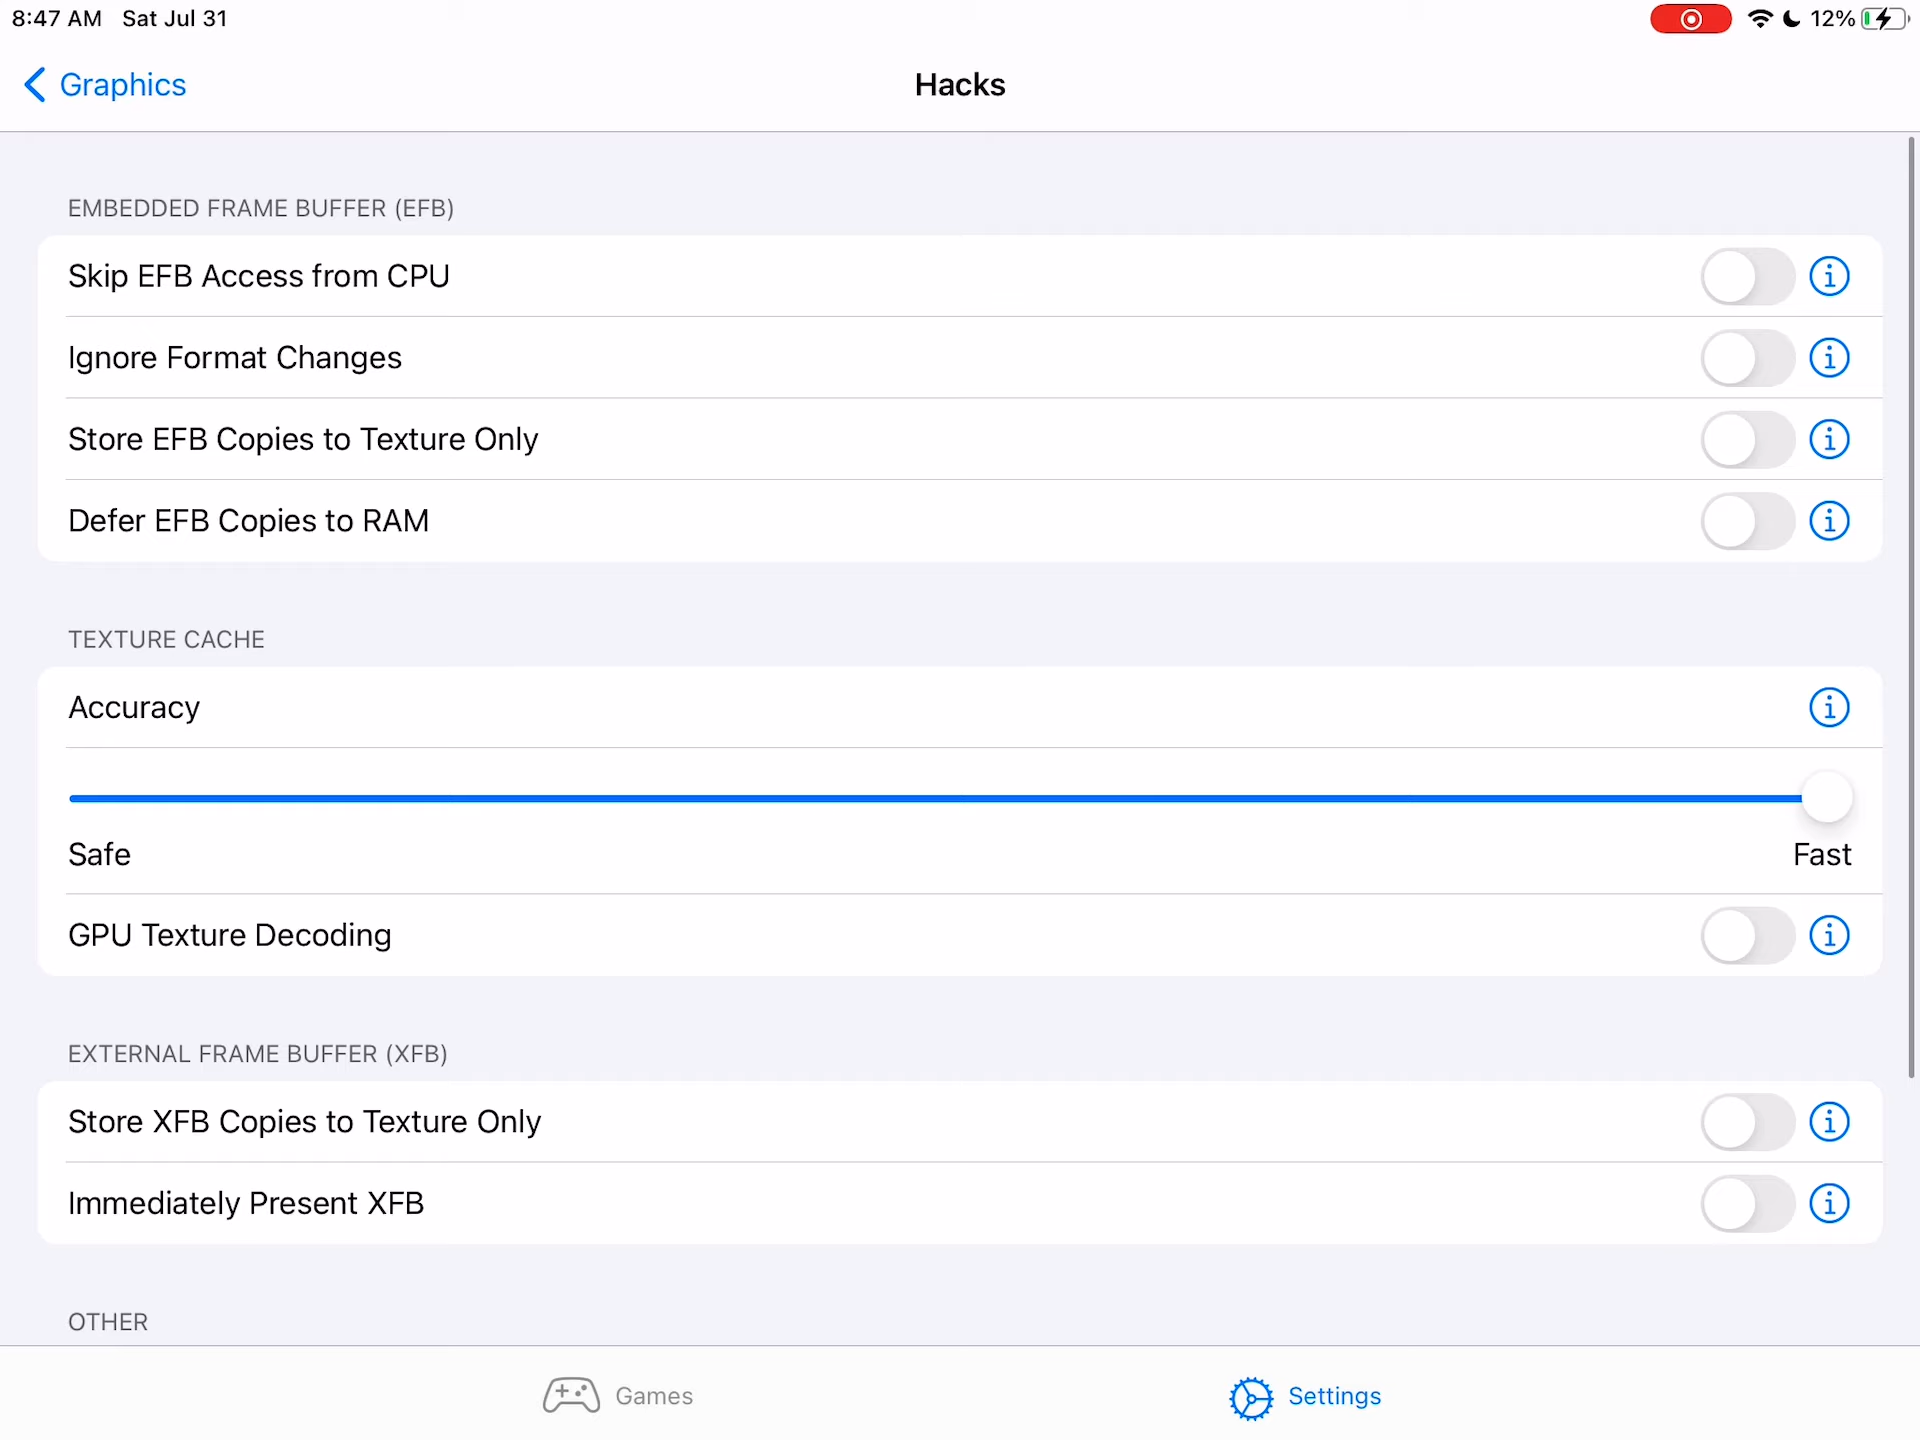 8:47 AM Sat Jul 31 12%
Graphics Hacks
EMBEDDED FRAME BUFFER (EFB)
Skip EFB Access from CPU
Ignore Format Changes
Store EFB Copies to Texture Only
Defer EFB Copies to RAM
TEXTURE CACHE
Accuracy
Safe Fast
GPU Texture Decoding
EXTERNAL FRAME BUFFER (XFB)
Store XFB Copies to Texture Only
Immediately Present XFB
OTHER
Games Settings